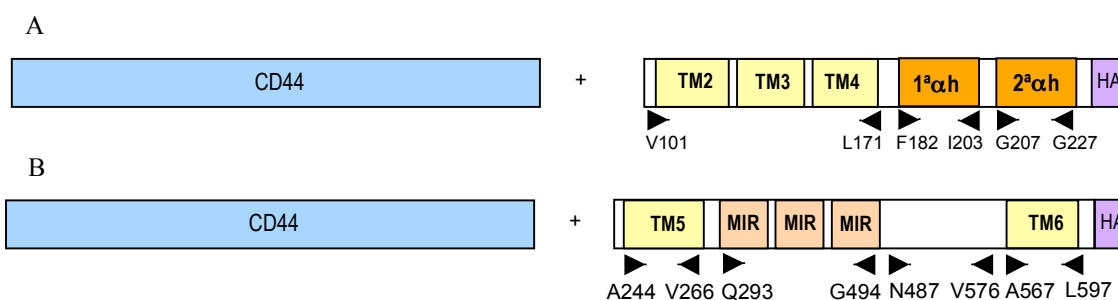 A
CD44 + TM2 TM3 TM4 1ªαh 2ªαh HA
V101 L171 F182 I203 G207 G227
B
CD44 + TM5 MIR MIR MIR TM6 HA
A244 V266 Q293 G494 N487 V576 A567 L597